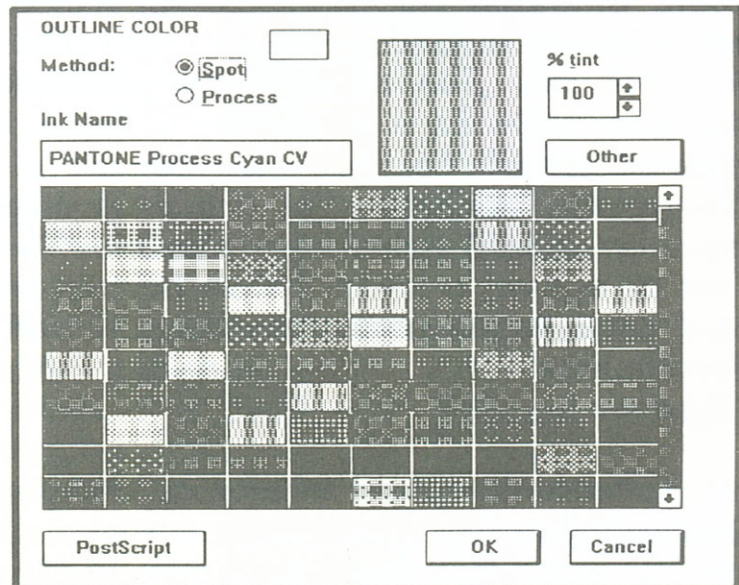 OUTLINE COLOR
Method:
Spot
Process
% tint
100
Ink Name
PANTONE Process Cyan CV
Other
PostScript
OK
Cancel